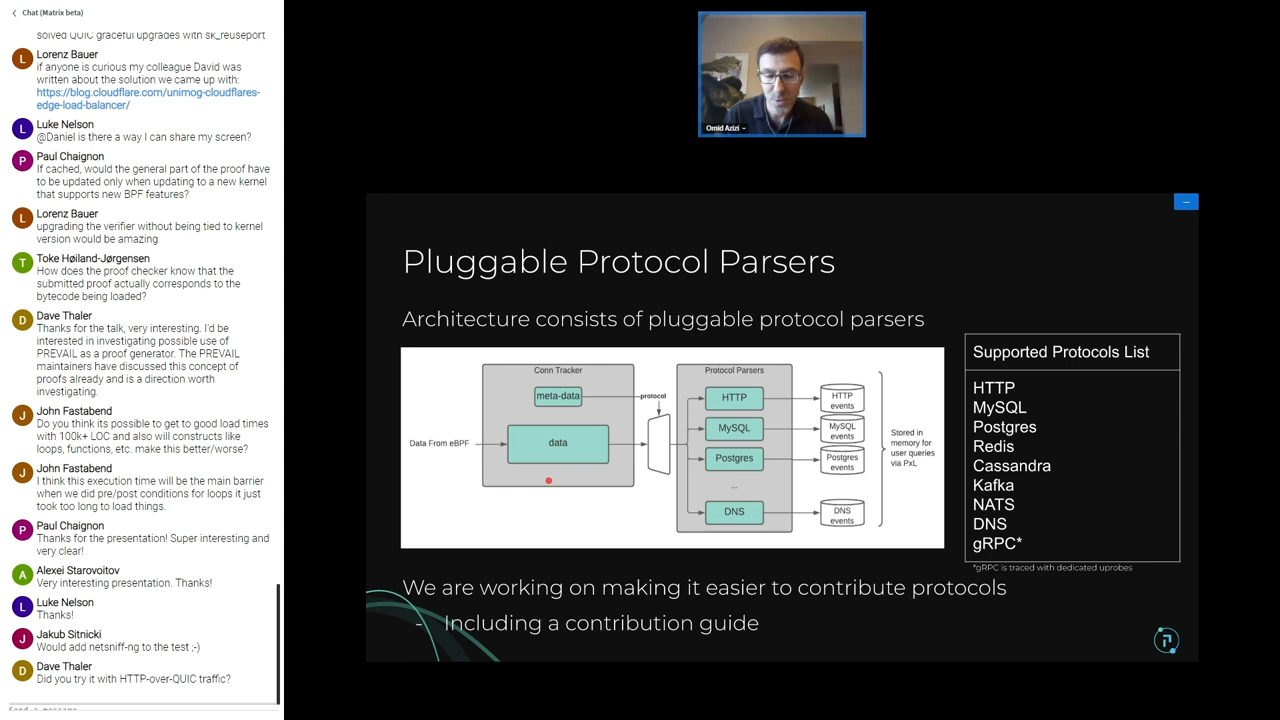 Chat (Matrix beta)
solved QUIC graceful upgrades with sk_reuseport
L
Lorenz Bauer
if anyone is curious my colleague David was
written about the solution we came up with:
https://blog.cloudflare.com/unimog-cloudflares-
edge-load-balancer/
L
Luke Nelson
@Daniel is there a way I can share my screen?
P
Paul Chaignon
If cached, would the general part of the proof have
to be updated only when updating to a new kernel
that supports new BPF features?
L
Lorenz Bauer
upgrading the verifier without being tied to kernel
version would be amazing
T
Toke Høiland-Jørgensen
How does the proof checker know that the
submitted proof actually corresponds to the
bytecode being loaded?
D
Dave Thaler
Thanks for the talk, very interesting. I'd be
interested in investigating possible use of
PREVAIL as a proof generator. The PREVAIL
maintainers have discussed this concept of
proofs already and is a direction worth
investigating.
J
John Fastabend
Do you think its possible to get to good load times
with 100k+ LOC and also will constructs like
loops, functions, etc. make this better/worse?
J
John Fastabend
I think this execution time will be the main barrier
when we did pre/post conditions for loops it just
took too long to load things.
P
Paul Chaignon
Thanks for the presentation! Super interesting and
very clear!
A
Alexei Starovoitov
Very interesting presentation. Thanks!
L
Luke Nelson
Thanks!
J
Jakub Sitnicki
Would add netsniff-ng to the test ;-)
D
Dave Thaler
Did you try it with HTTP-over-QUIC traffic?
Send a message
Omid Azizi
Pluggable Protocol Parsers
Architecture consists of pluggable protocol parsers
Conn Tracker
meta-data
protocol
Data From eBPF
data
Protocol Parsers
HTTP
MySQL
Postgres
...
DNS
HTTP
events
MySQL
events
Postgres
events
DNS
events
Stored in
memory for
user queries
via PxL
Supported Protocols List
HTTP
MySQL
Postgres
Redis
Cassandra
Kafka
NATS
DNS
gRPC*
*gRPC is traced with dedicated uprobes
We are working on making it easier to contribute protocols
- Including a contribution guide